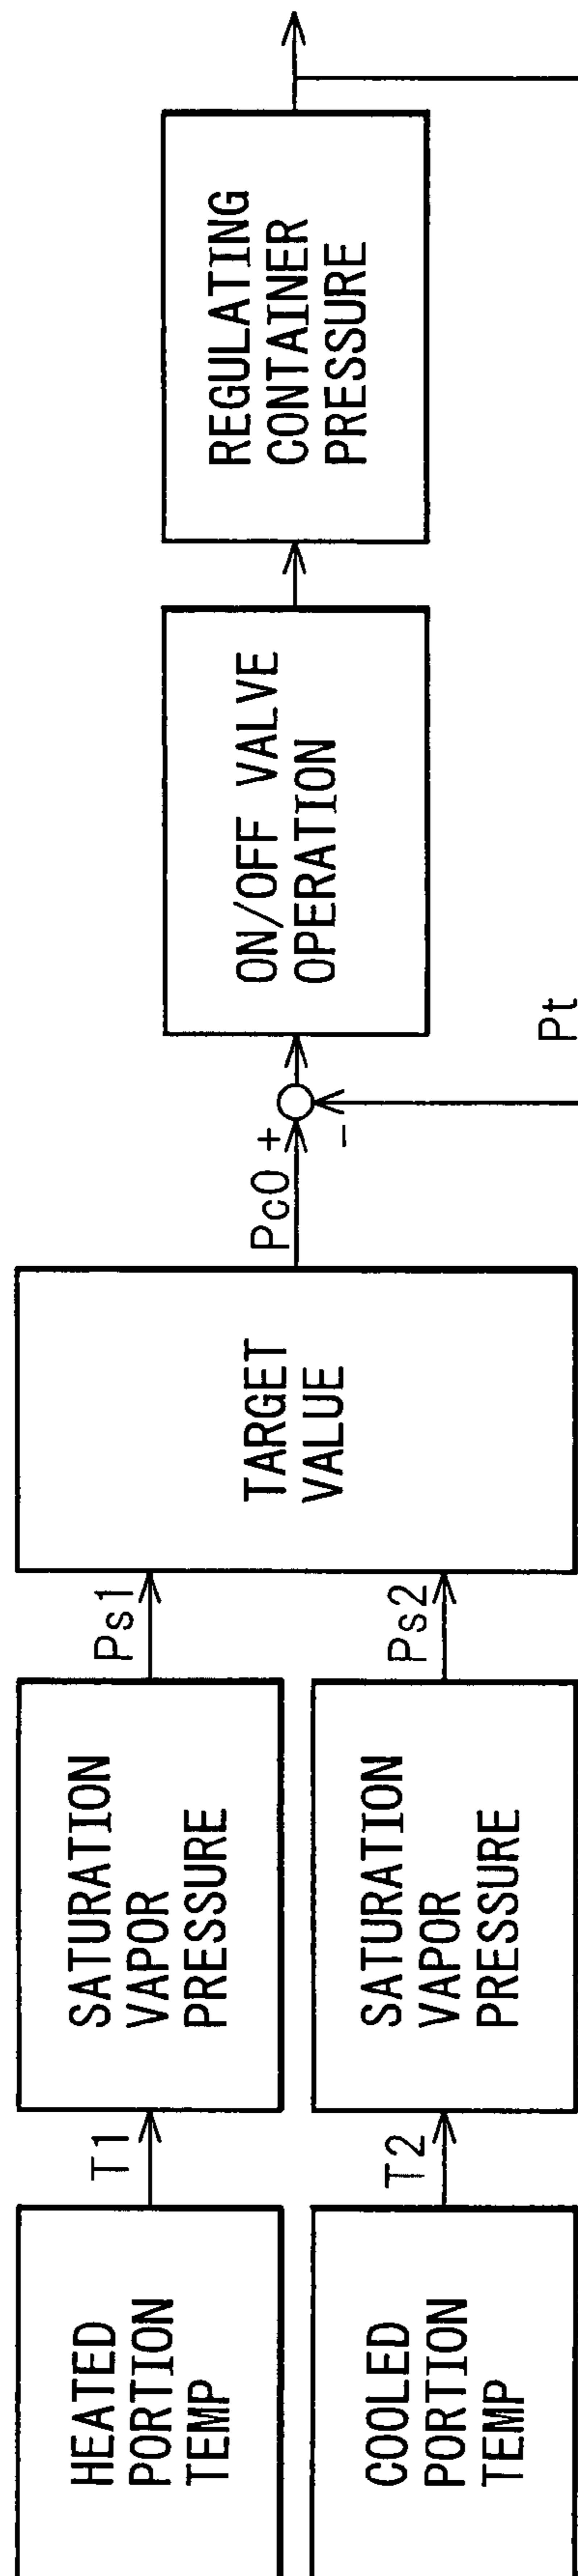 HEATED
PORTION
TEMP
T1
SATURATION
VAPOR
PRESSURE
Ps1
COOLED
PORTION
TEMP
T2
SATURATION
VAPOR
PRESSURE
Ps2
TARGET
VALUE
Pc0
+
-
ON/OFF VALVE
OPERATION
REGULATING
CONTAINER
PRESSURE
Pt